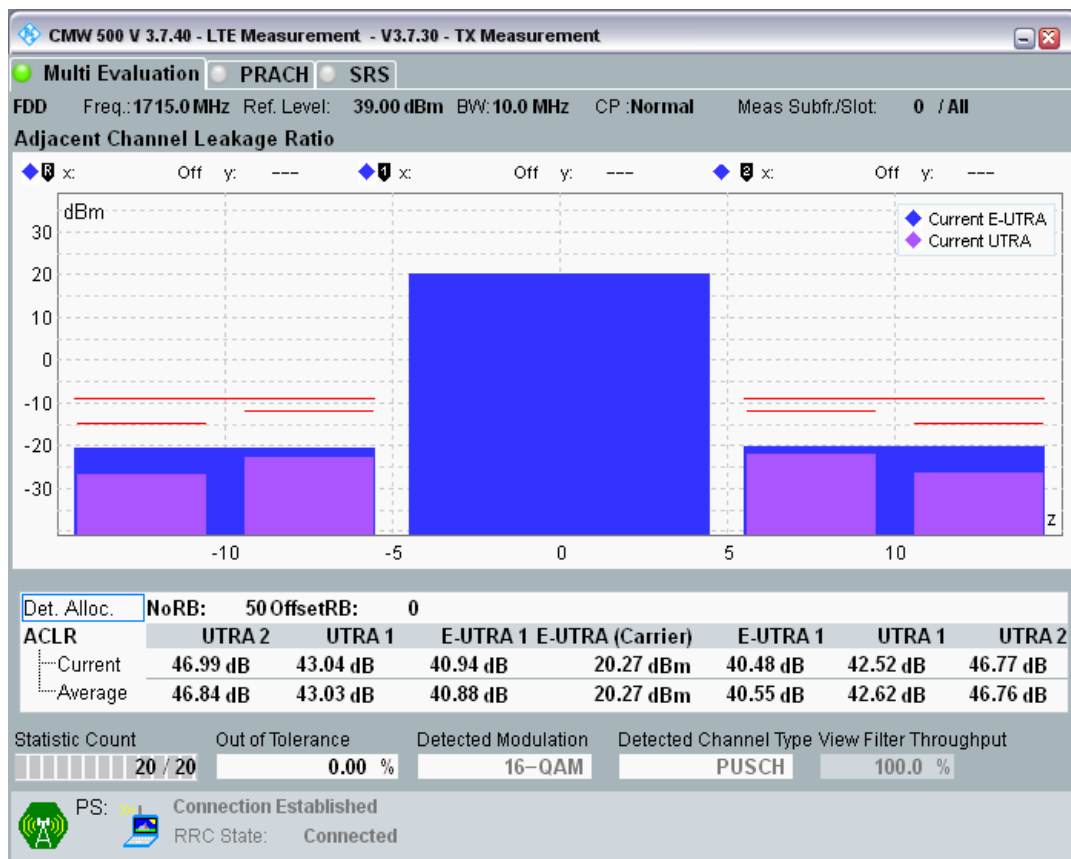 CMW 500 V 3.7.40 - LTE Measurement - V3.7.30 - TX Measurement
Multi Evaluation PRACH SRS
FDD Freq.:1715.0 MHz Ref. Level: 39.00 dBm BW:10.0 MHz CP :Normal Meas Subfr./Slot: 0 / All
Adjacent Channel Leakage Ratio
R x: Off y: --- 1 x: Off y: --- 2 x: Off y: ---
dBm
Current E-UTRA
Current UTRA
30
20
10
0
-10
-20
-30
z
-10 -5 0 5 10
Det. Alloc. NoRB: 50 OffsetRB: 0
ACLR UTRA 2 UTRA 1 E-UTRA 1 E-UTRA (Carrier) E-UTRA 1 UTRA 1 UTRA 2
Current 46.99 dB 43.04 dB 40.94 dB 20.27 dBm 40.48 dB 42.52 dB 46.77 dB
Average 46.84 dB 43.03 dB 40.88 dB 20.27 dBm 40.55 dB 42.62 dB 46.76 dB
Statistic Count Out of Tolerance Detected Modulation Detected Channel Type View Filter Throughput
20 / 20 0.00 % 16-QAM PUSCH 100.0 %
PS: Connection Established
RRC State: Connected